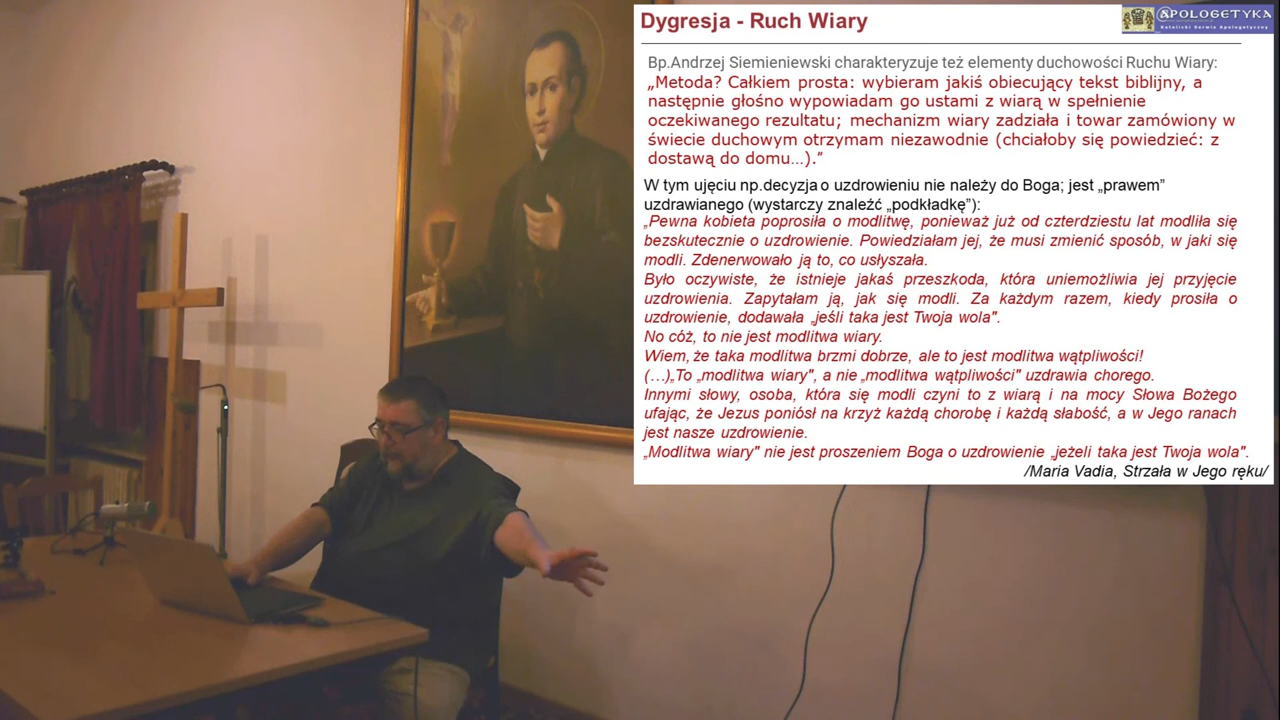 Dygresja - Ruch Wiary
APOLOGETYKA
Katolicki Serwis Apologetyczny
Bp.Andrzej Siemieniewski charakteryzuje też elementy duchowości Ruchu Wiary:
„Metoda? Całkiem prosta: wybieram jakiś obiecujący tekst biblijny, a
następnie głośno wypowiadam go ustami z wiarą w spełnienie
oczekiwanego rezultatu; mechanizm wiary zadziała i towar zamówiony w
świecie duchowym otrzymam niezawodnie (chciałoby się powiedzieć: z
dostawą do domu…).”
W tym ujęciu np.decyzja o uzdrowieniu nie należy do Boga; jest „prawem”
uzdrawianego (wystarczy znaleźć „podkładkę”):
„Pewna kobieta poprosiła o modlitwę, ponieważ już od czterdziestu lat modliła się
bezskutecznie o uzdrowienie. Powiedziałam jej, że musi zmienić sposób, w jaki się
modli. Zdenerwowało ją to, co usłyszała.
Było oczywiste, że istnieje jakaś przeszkoda, która uniemożliwia jej przyjęcie
uzdrowienia. Zapytałam ją, jak się modli. Za każdym razem, kiedy prosiła o
uzdrowienie, dodawała „jeśli taka jest Twoja wola".
No cóż, to nie jest modlitwa wiary.
Wiem, że taka modlitwa brzmi dobrze, ale to jest modlitwa wątpliwości!
(…)„To „modlitwa wiary", a nie „modlitwa wątpliwości" uzdrawia chorego.
Innymi słowy, osoba, która się modli czyni to z wiarą i na mocy Słowa Bożego
ufając, że Jezus poniósł na krzyż każdą chorobę i każdą słabość, a w Jego ranach
jest nasze uzdrowienie.
„Modlitwa wiary" nie jest proszeniem Boga o uzdrowienie „jeżeli taka jest Twoja wola".
/Maria Vadia, Strzała w Jego ręku/